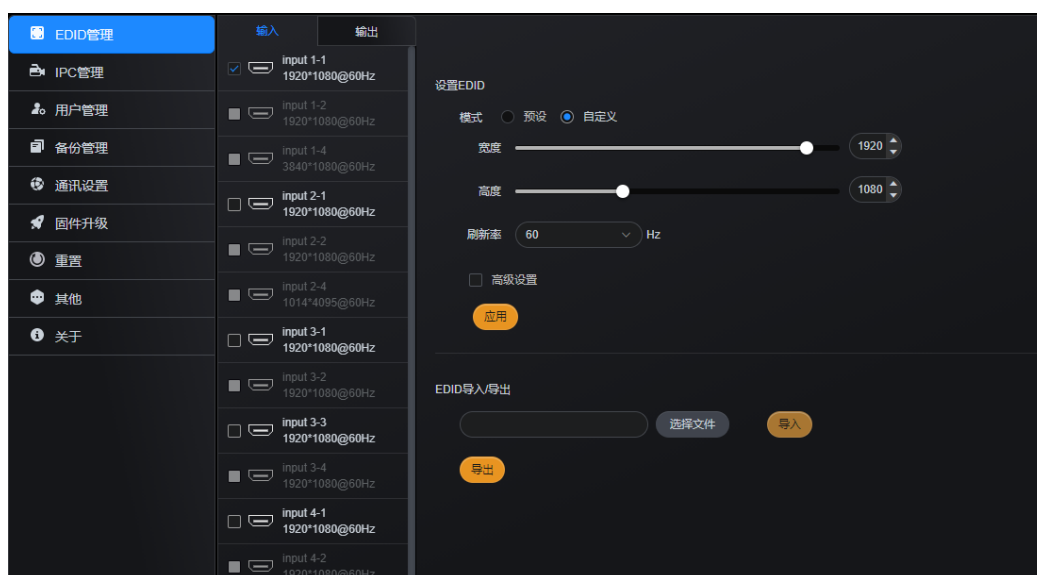 EDID管理
IPC管理
用户管理
备份管理
通讯设置
固件升级
重置
其他
关于
输入
输出
input 1-1
1920*1080@60Hz
input 1-2
1920*1080@60Hz
input 1-4
3840*1080@60Hz
input 2-1
1920*1080@60Hz
input 2-2
1920*1080@60Hz
input 2-4
1014*4095@60Hz
input 3-1
1920*1080@60Hz
input 3-2
1920*1080@60Hz
input 3-3
1920*1080@60Hz
input 3-4
1920*1080@60Hz
input 4-1
1920*1080@60Hz
input 4-2
1920*1080@60Hz
设置EDID
模式 预设 自定义
宽度 1920
高度 1080
刷新率 60 Hz
高级设置
应用
EDID导入/导出
选择文件 导入
导出